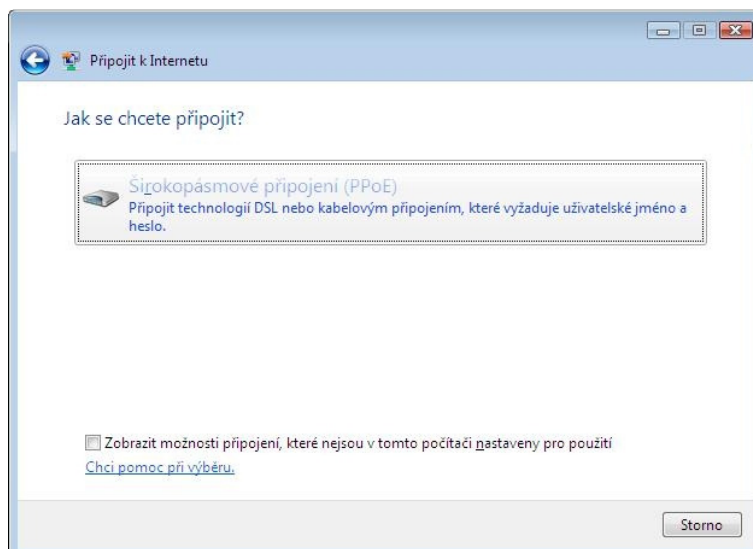 Připojit k Internetu
Jak se chcete připojit?
Širokopásmové připojení (PPoE)
Připojit technologií DSL nebo kabelovým připojením, které vyžaduje uživatelské jméno a
heslo.
Zobrazit možnosti připojení, které nejsou v tomto počítači nastaveny pro použití
Chci pomoc při výběru.
Storno